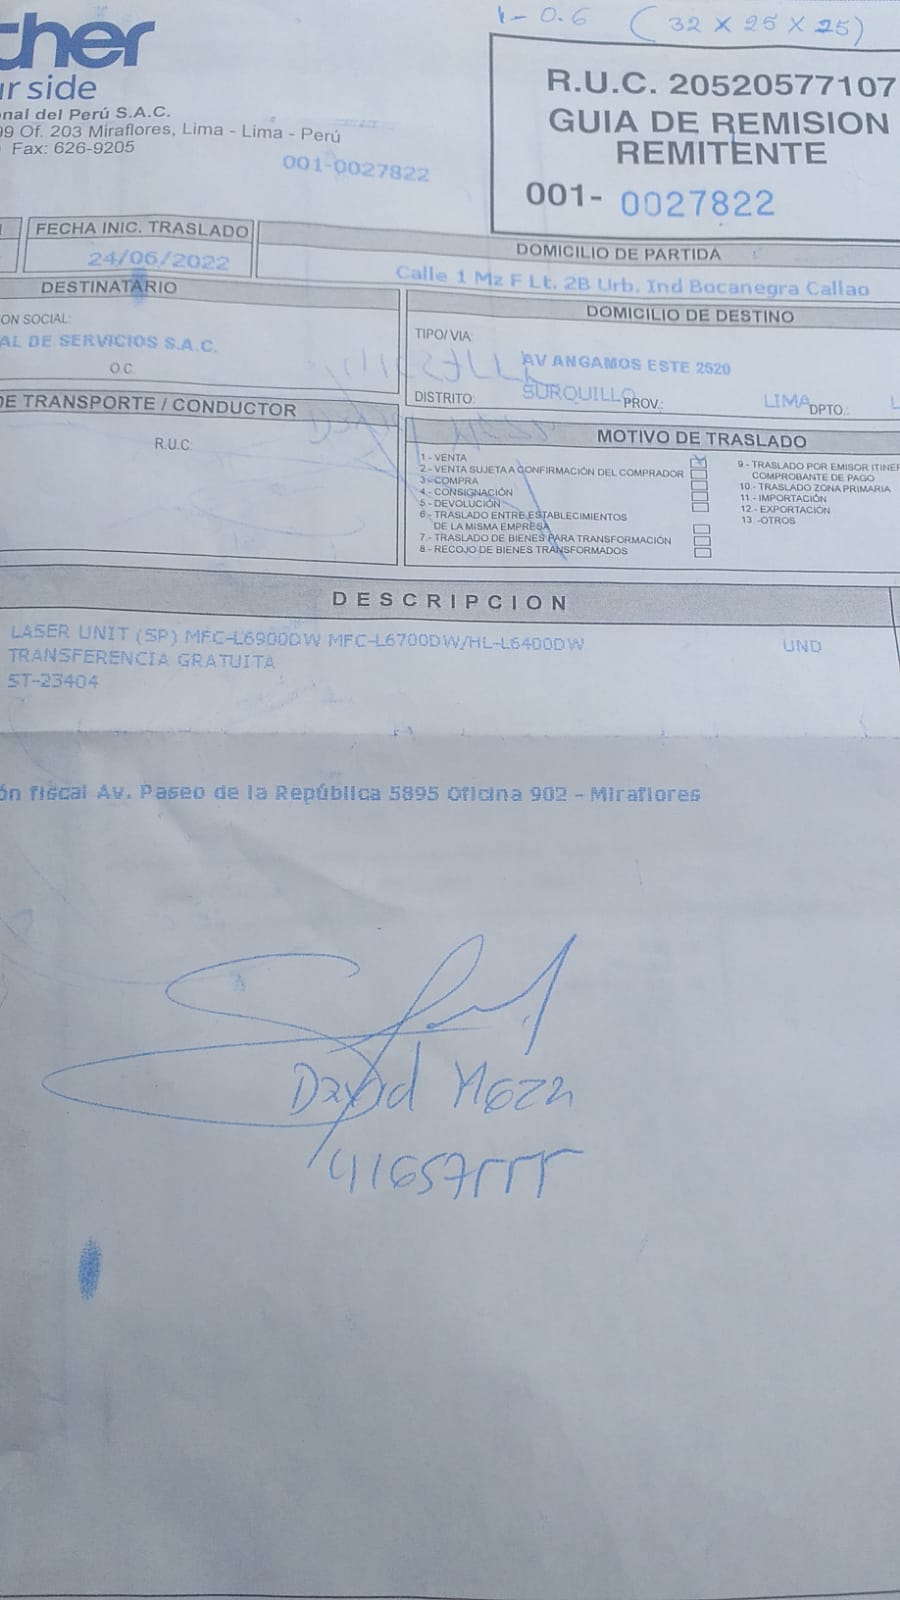 1- 0.6 (32 x 25 x 25)
ther
ur side
onal del Perú S.A.C.
99 Of. 203 Miraflores, Lima - Lima - Perú
Fax: 626-9205
001-0027822
R.U.C. 20520577107
GUIA DE REMISION
REMITENTE
001- 0027822
FECHA INIC. TRASLADO
24/06/2022
DOMICILIO DE PARTIDA
Calle 1 Mz F Lt. 2B Urb. Ind Bocanegra Callao
DESTINATARIO
ON SOCIAL:
AL DE SERVICIOS S.A.C.
O.C.
DOMICILIO DE DESTINO
TIPO/VIA:
AV ANGAMOS ESTE 2520
DISTRITO: SURQUILLO PROV.: LIMA DPTO.: L
DE TRANSPORTE / CONDUCTOR
R.U.C:
MOTIVO DE TRASLADO
1.- VENTA
2.- VENTA SUJETA A CONFIRMACIÓN DEL COMPRADOR
3.- COMPRA
4.- CONSIGNACIÓN
5.- DEVOLUCIÓN
6.- TRASLADO ENTRE ESTABLECIMIENTOS
DE LA MISMA EMPRESA
7.- TRASLADO DE BIENES PARA TRANSFORMACIÓN
8.- RECOJO DE BIENES TRANSFORMADOS
9.- TRASLADO POR EMISOR ITINER
COMPROBANTE DE PAGO
10.- TRASLADO ZONA PRIMARIA
11.- IMPORTACIÓN
12.- EXPORTACIÓN
13.-OTROS
DESCRIPCION
LASER UNIT (SP) MFC-L6900DW MFC-L6700DW/HL-L6400DW UND
TRANSFERENCIA GRATUITA
ST-23404
ón fiscal Av. Paseo de la República 5895 Oficina 902 - Miraflores
David Meza